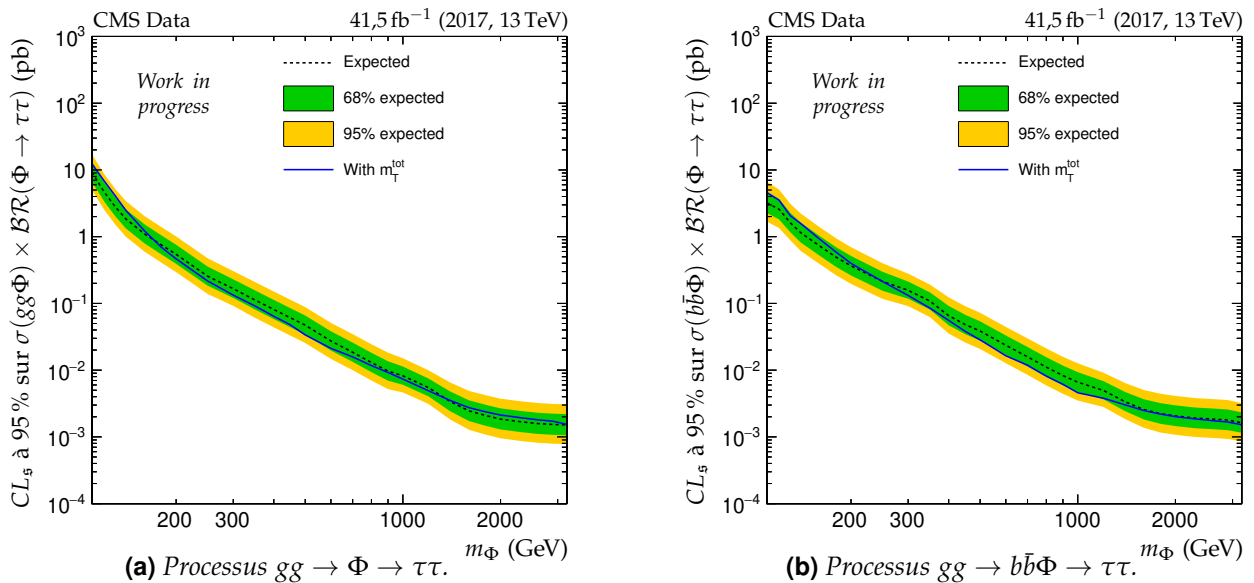 CMS Data 41,5 fb⁻¹ (2017, 13 TeV)
CLₛ à 95 % sur σ(ggΦ) × BR(Φ → ττ) (pb)
10³
10²
10
1
10⁻¹
10⁻²
10⁻³
10⁻⁴
Work in
progress
Expected
68% expected
95% expected
With m_T^tot
200 300 1000 2000
m_Φ (GeV)
(a) Processus gg → Φ → ττ.
CMS Data 41,5 fb⁻¹ (2017, 13 TeV)
CLₛ à 95 % sur σ(bb̄Φ) × BR(Φ → ττ) (pb)
10³
10²
10
1
10⁻¹
10⁻²
10⁻³
10⁻⁴
Work in
progress
Expected
68% expected
95% expected
With m_T^tot
200 300 1000 2000
m_Φ (GeV)
(b) Processus gg → bb̄Φ → ττ.